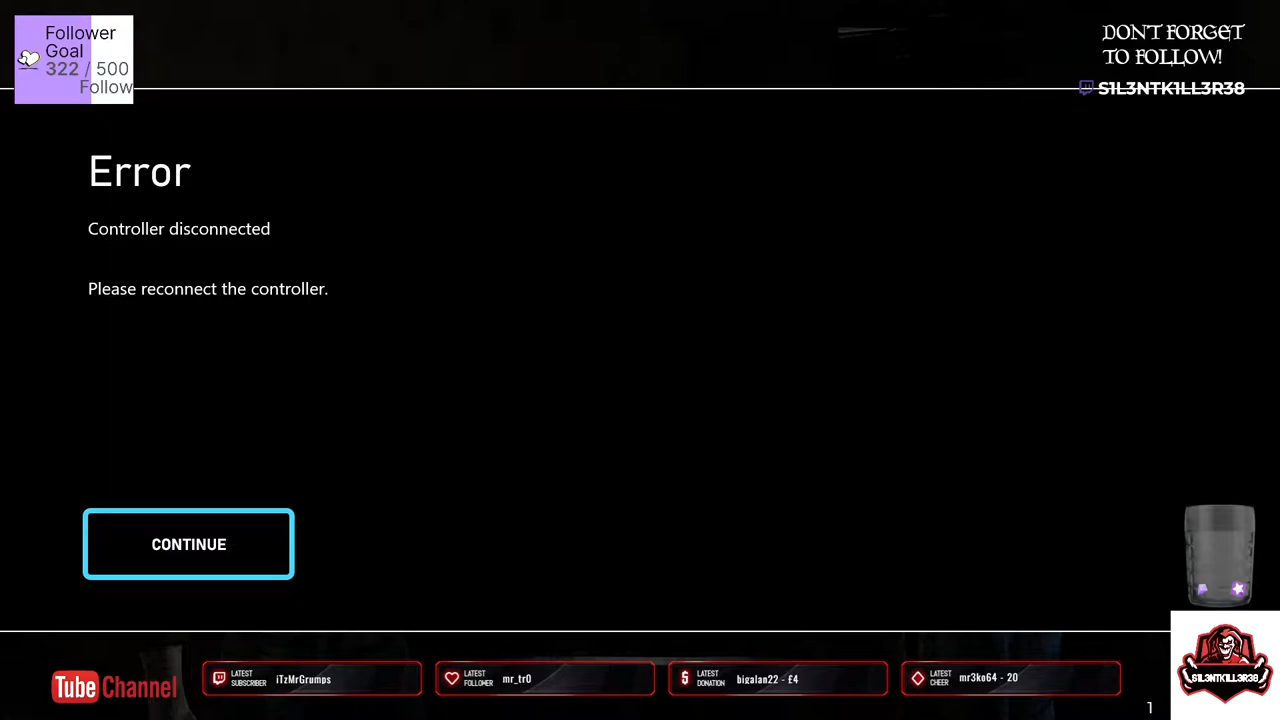 Follower
Goal
322 / 500
Follow
DONT FORGET
TO FOLLOW!
S1L3NTK1LL3R38
Error
Controller disconnected
Please reconnect the controller.
CONTINUE
Tube Channel
LATEST
SUBSCRIBER
iTzMrGrumps
LATEST
FOLLOWER
mr_tr0
LATEST
DONATION
bigalan22 - £4
LATEST
CHEER
mr3ko64 - 20
1
S1L3NTK1LL3R38